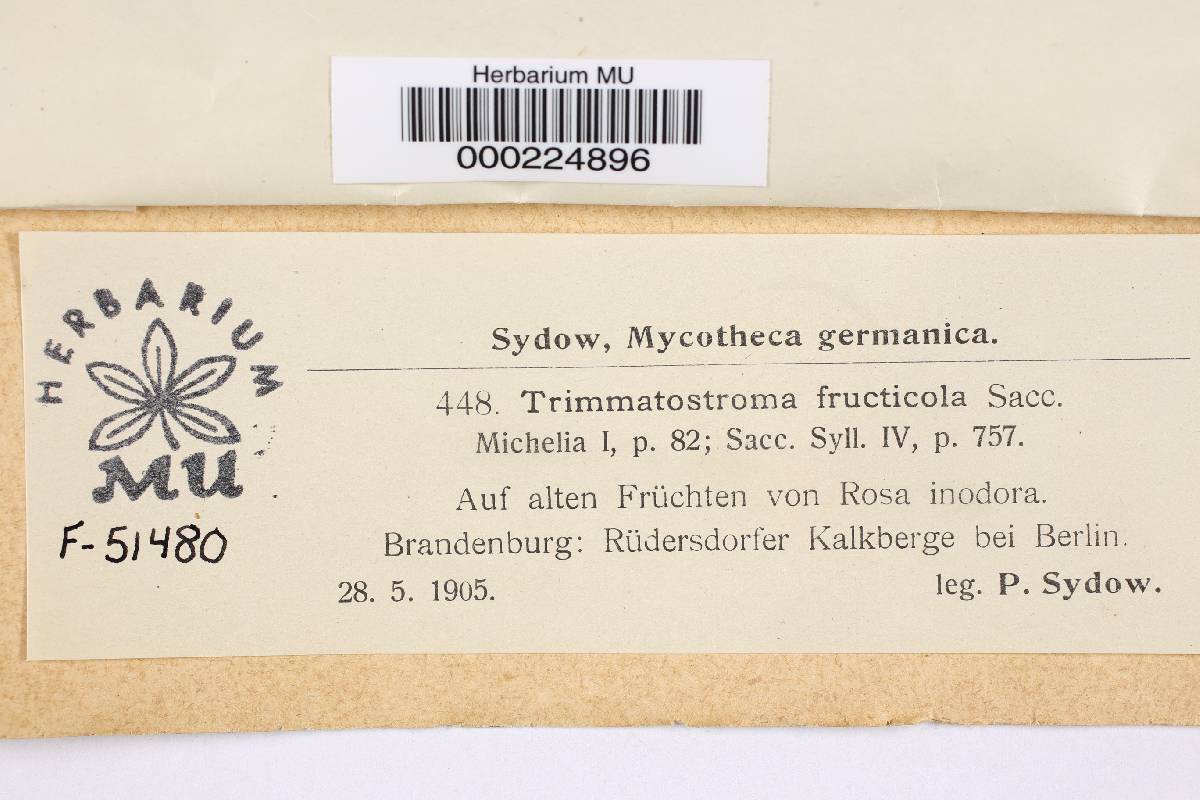 Herbarium MU
000224896
HERBARIUM
MU
F-51480
Sydow, Mycotheca germanica.
448. Trimmatostroma fructicola Sacc.
Michelia I, p. 82; Sacc. Syll. IV, p. 757.
Auf alten Früchten von Rosa inodora.
Brandenburg: Rüdersdorfer Kalkberge bei Berlin.
28. 5. 1905. leg. P. Sydow.